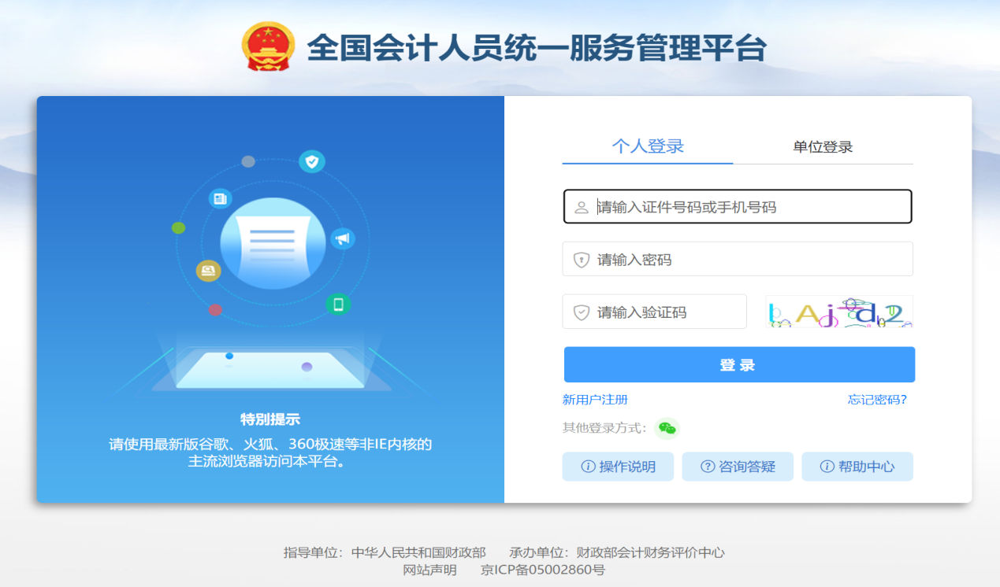 全国会计人员统一服务管理平台
个人登录 单位登录
请输入证件号码或手机号码
请输入密码
请输入验证码
登 录
新用户注册 忘记密码?
其他登录方式：
操作说明 咨询答疑 帮助中心
特别提示
请使用最新版谷歌、火狐、360极速等非IE内核的
主流浏览器访问本平台。
指导单位：中华人民共和国财政部 承办单位：财政部会计财务评价中心
网站声明 京ICP备05002860号